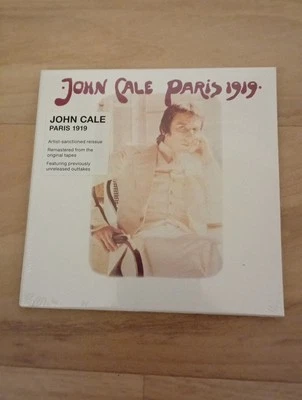 ·JOHN CALE PARIS 1919·
JOHN CALE
PARIS 1919
Artist-sanctioned reissue
Remastered from the
original tapes
Featuring previously
unreleased outtakes